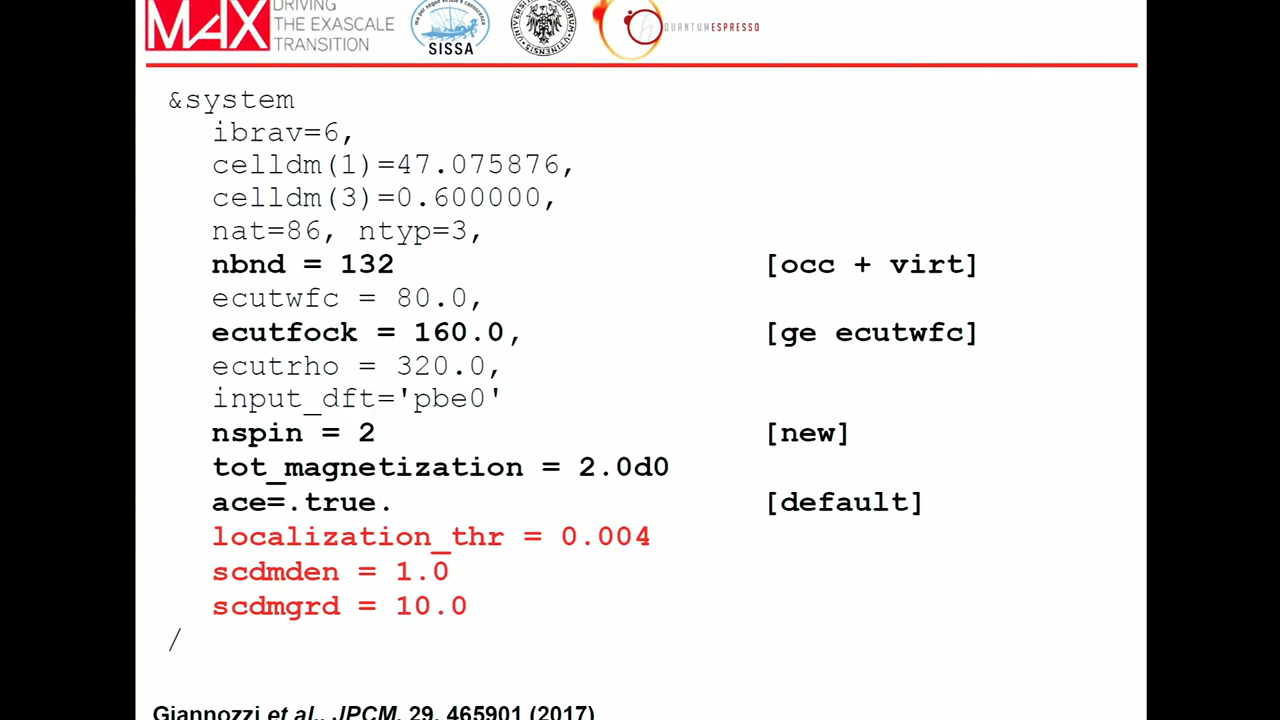 MAX
DRIVING
THE EXASCALE
TRANSITION
SISSA
QUANTUMESPRESSO
&system
ibrav=6,
celldm(1)=47.075876,
celldm(3)=0.600000,
nat=86, ntyp=3,
nbnd = 132 [occ + virt]
ecutwfc = 80.0,
ecutfock = 160.0, [ge ecutwfc]
ecutrho = 320.0,
input_dft='pbe0'
nspin = 2 [new]
tot_magnetization = 2.0d0
ace=.true. [default]
localization_thr = 0.004
scdmden = 1.0
scdmgrd = 10.0
/
Giannozzi et al., JPCM, 29, 465901 (2017)